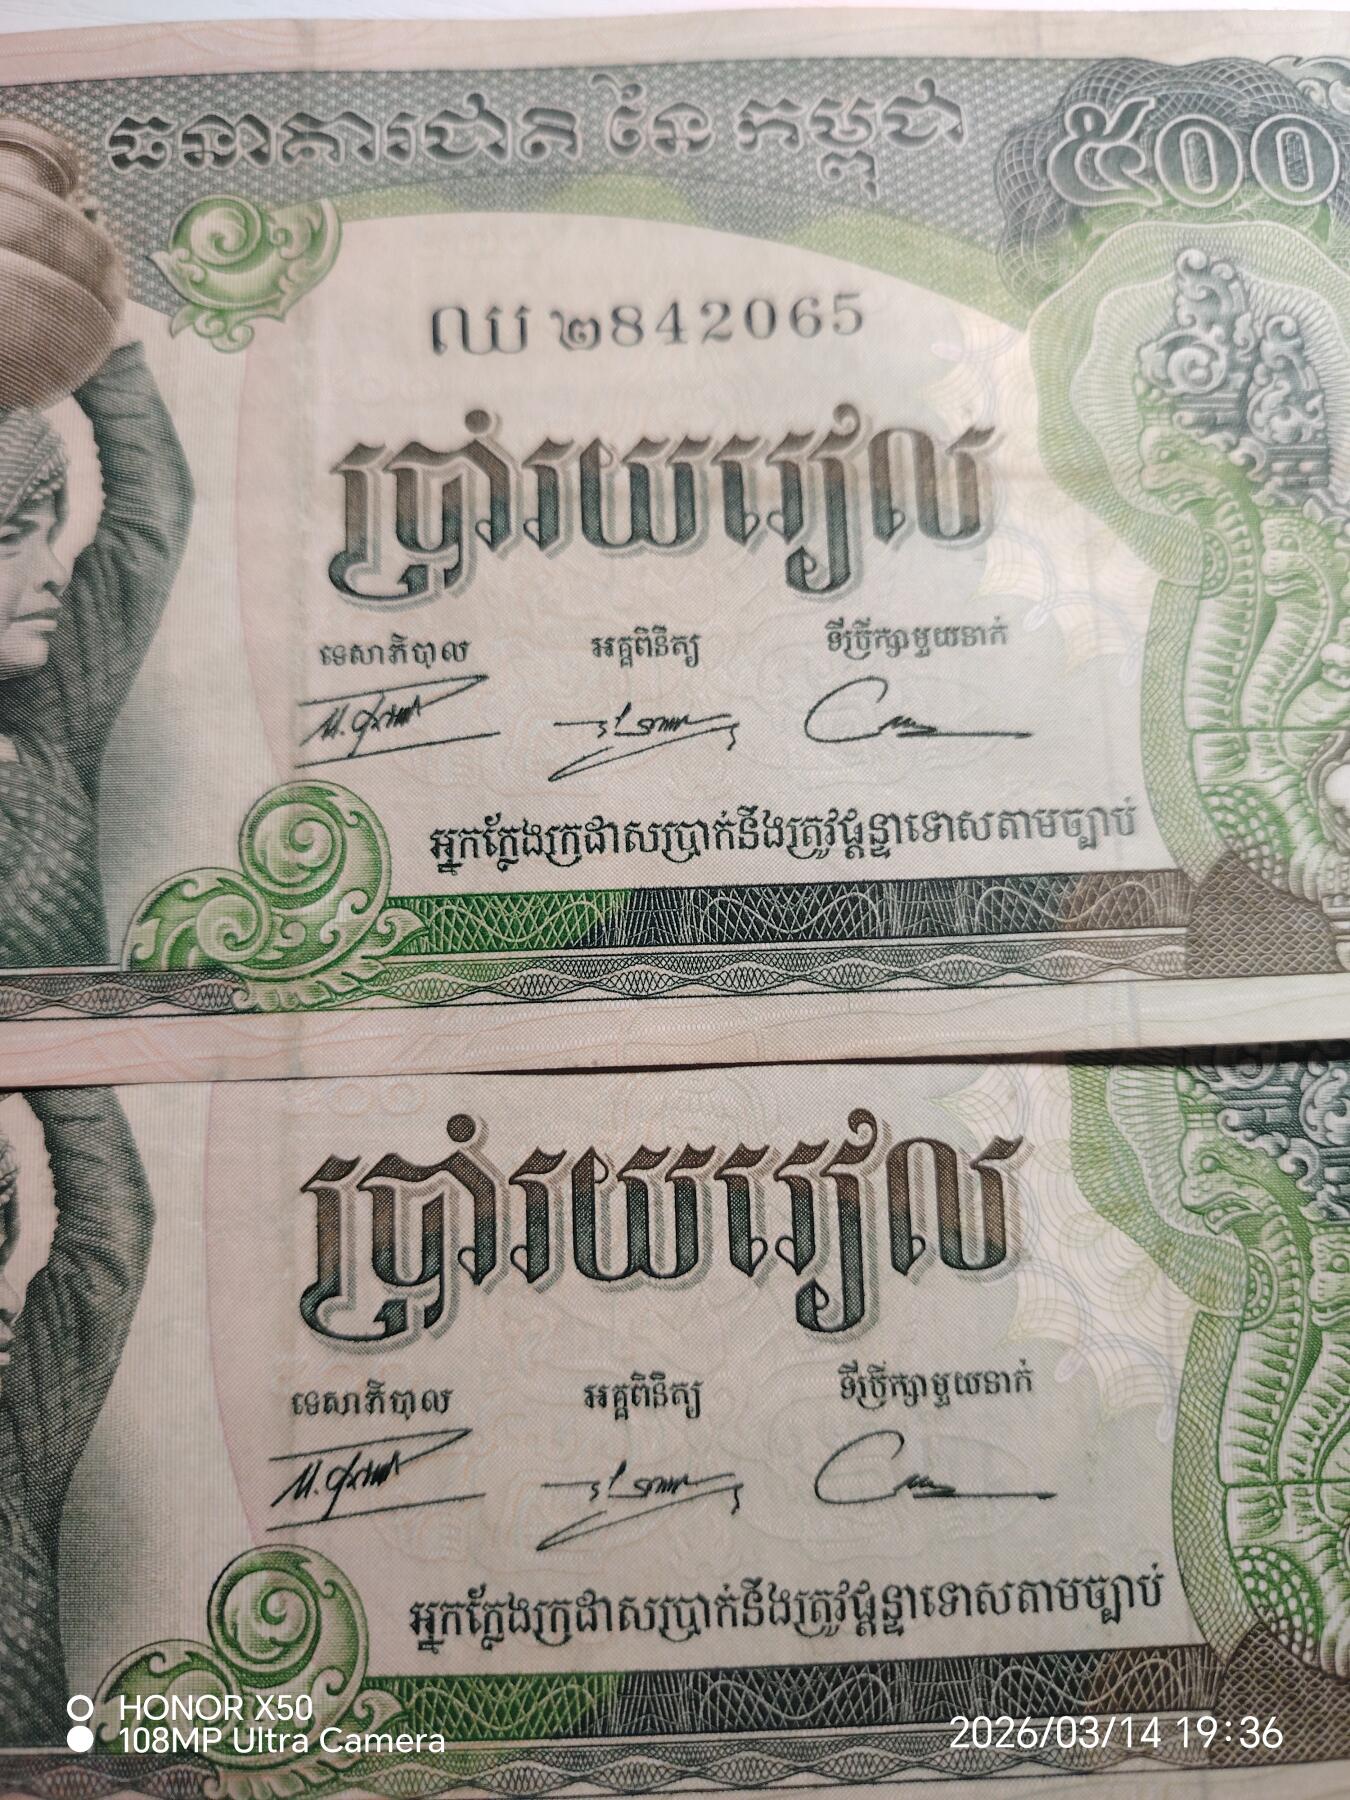 ធនាគារជាតិ នៃ កម្ពុជា
៥០០
ឈ ២842065
ប្រាំរយរៀល
ទេសាភិបាល
អគ្គពិនិត្យ
ទីប្រឹក្សាមួយនាក់
អ្នកក្លែងក្រដាសប្រាក់នឹងត្រូវផ្តន្ទាទោសតាមច្បាប់
ប្រាំរយរៀល
ទេសាភិបាល
អគ្គពិនិត្យ
ទីប្រឹក្សាមួយនាក់
អ្នកក្លែងក្រដាសប្រាក់នឹងត្រូវផ្តន្ទាទោសតាមច្បាប់
HONOR X50
108MP Ultra Camera
2026/03/14 19:36